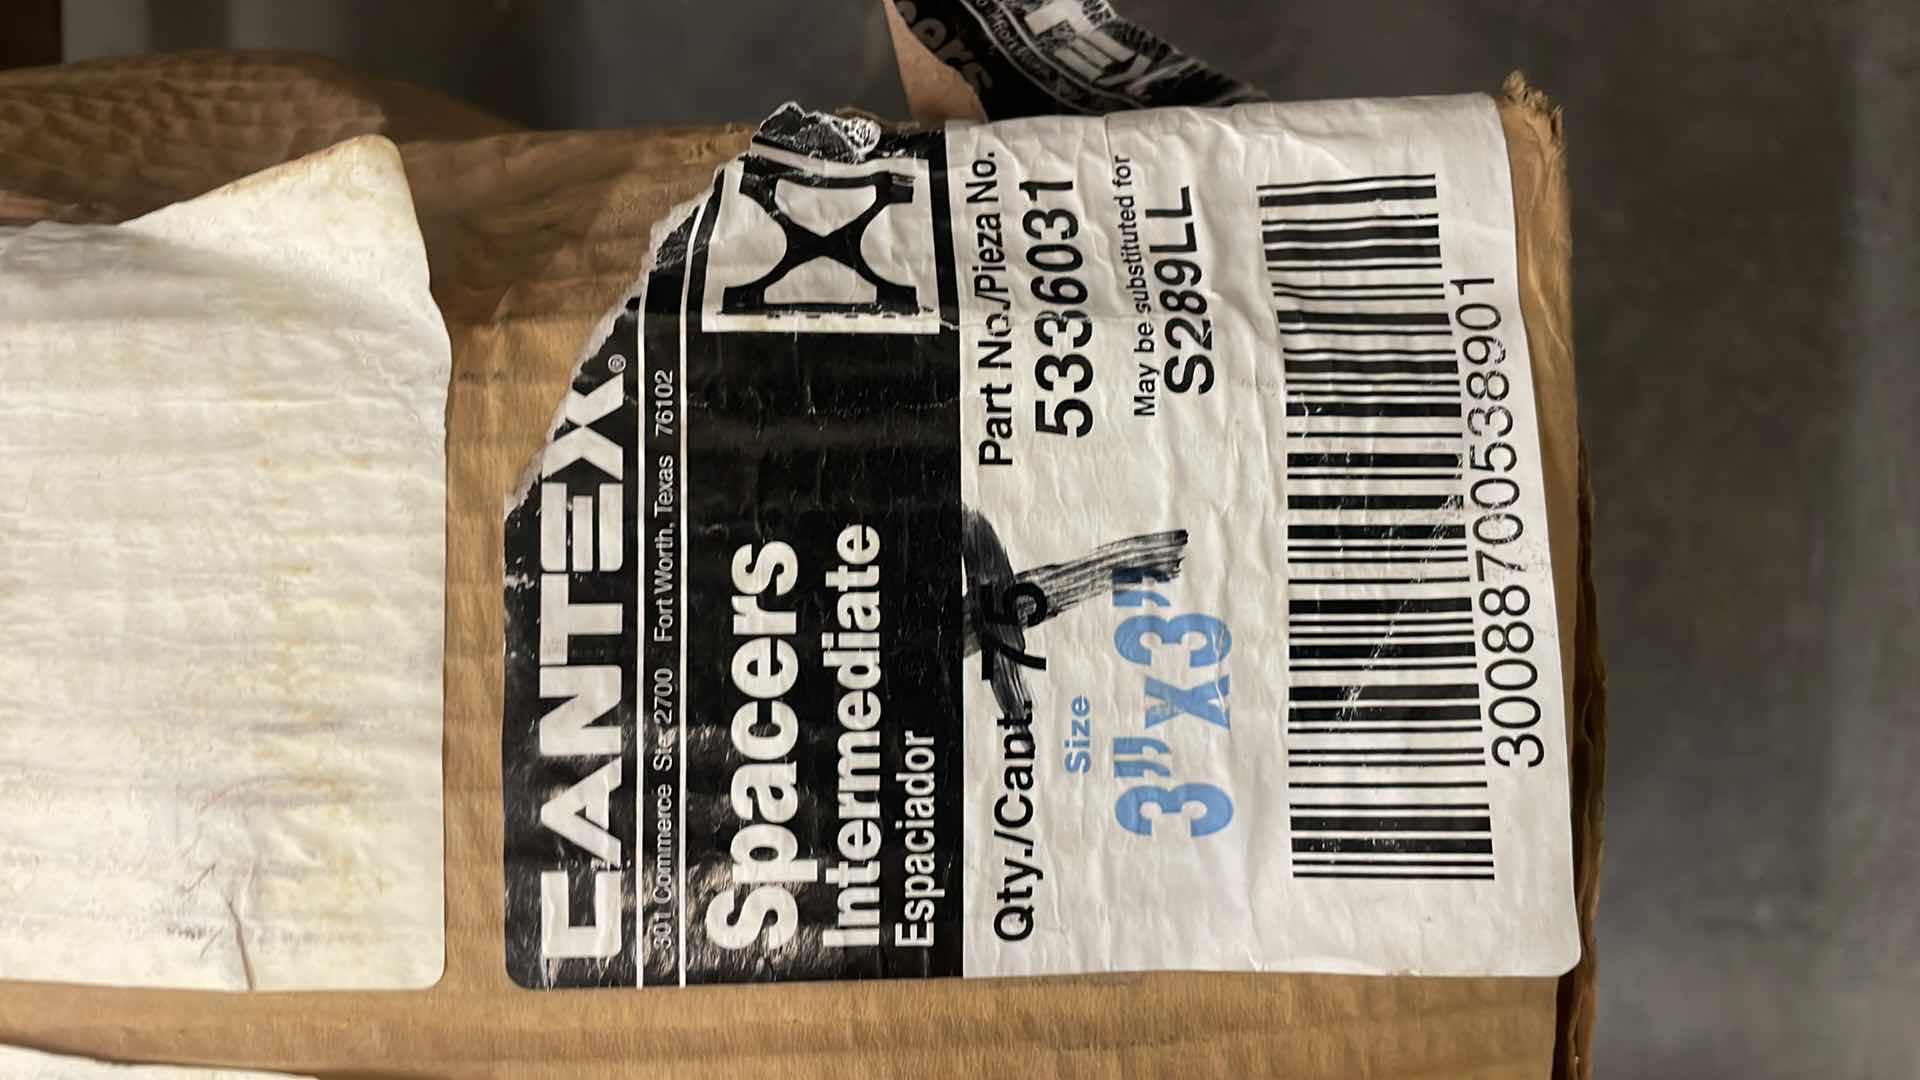 CANTEX®
301 Commerce Ste 2700 Fort Worth, Texas 76102
Spacers
Intermediate
Espaciador
Qty./Cant. 75
Size
3"x3"
Part No./Pieza No.
5336031
May be substituted for
S289LL
30088700538901